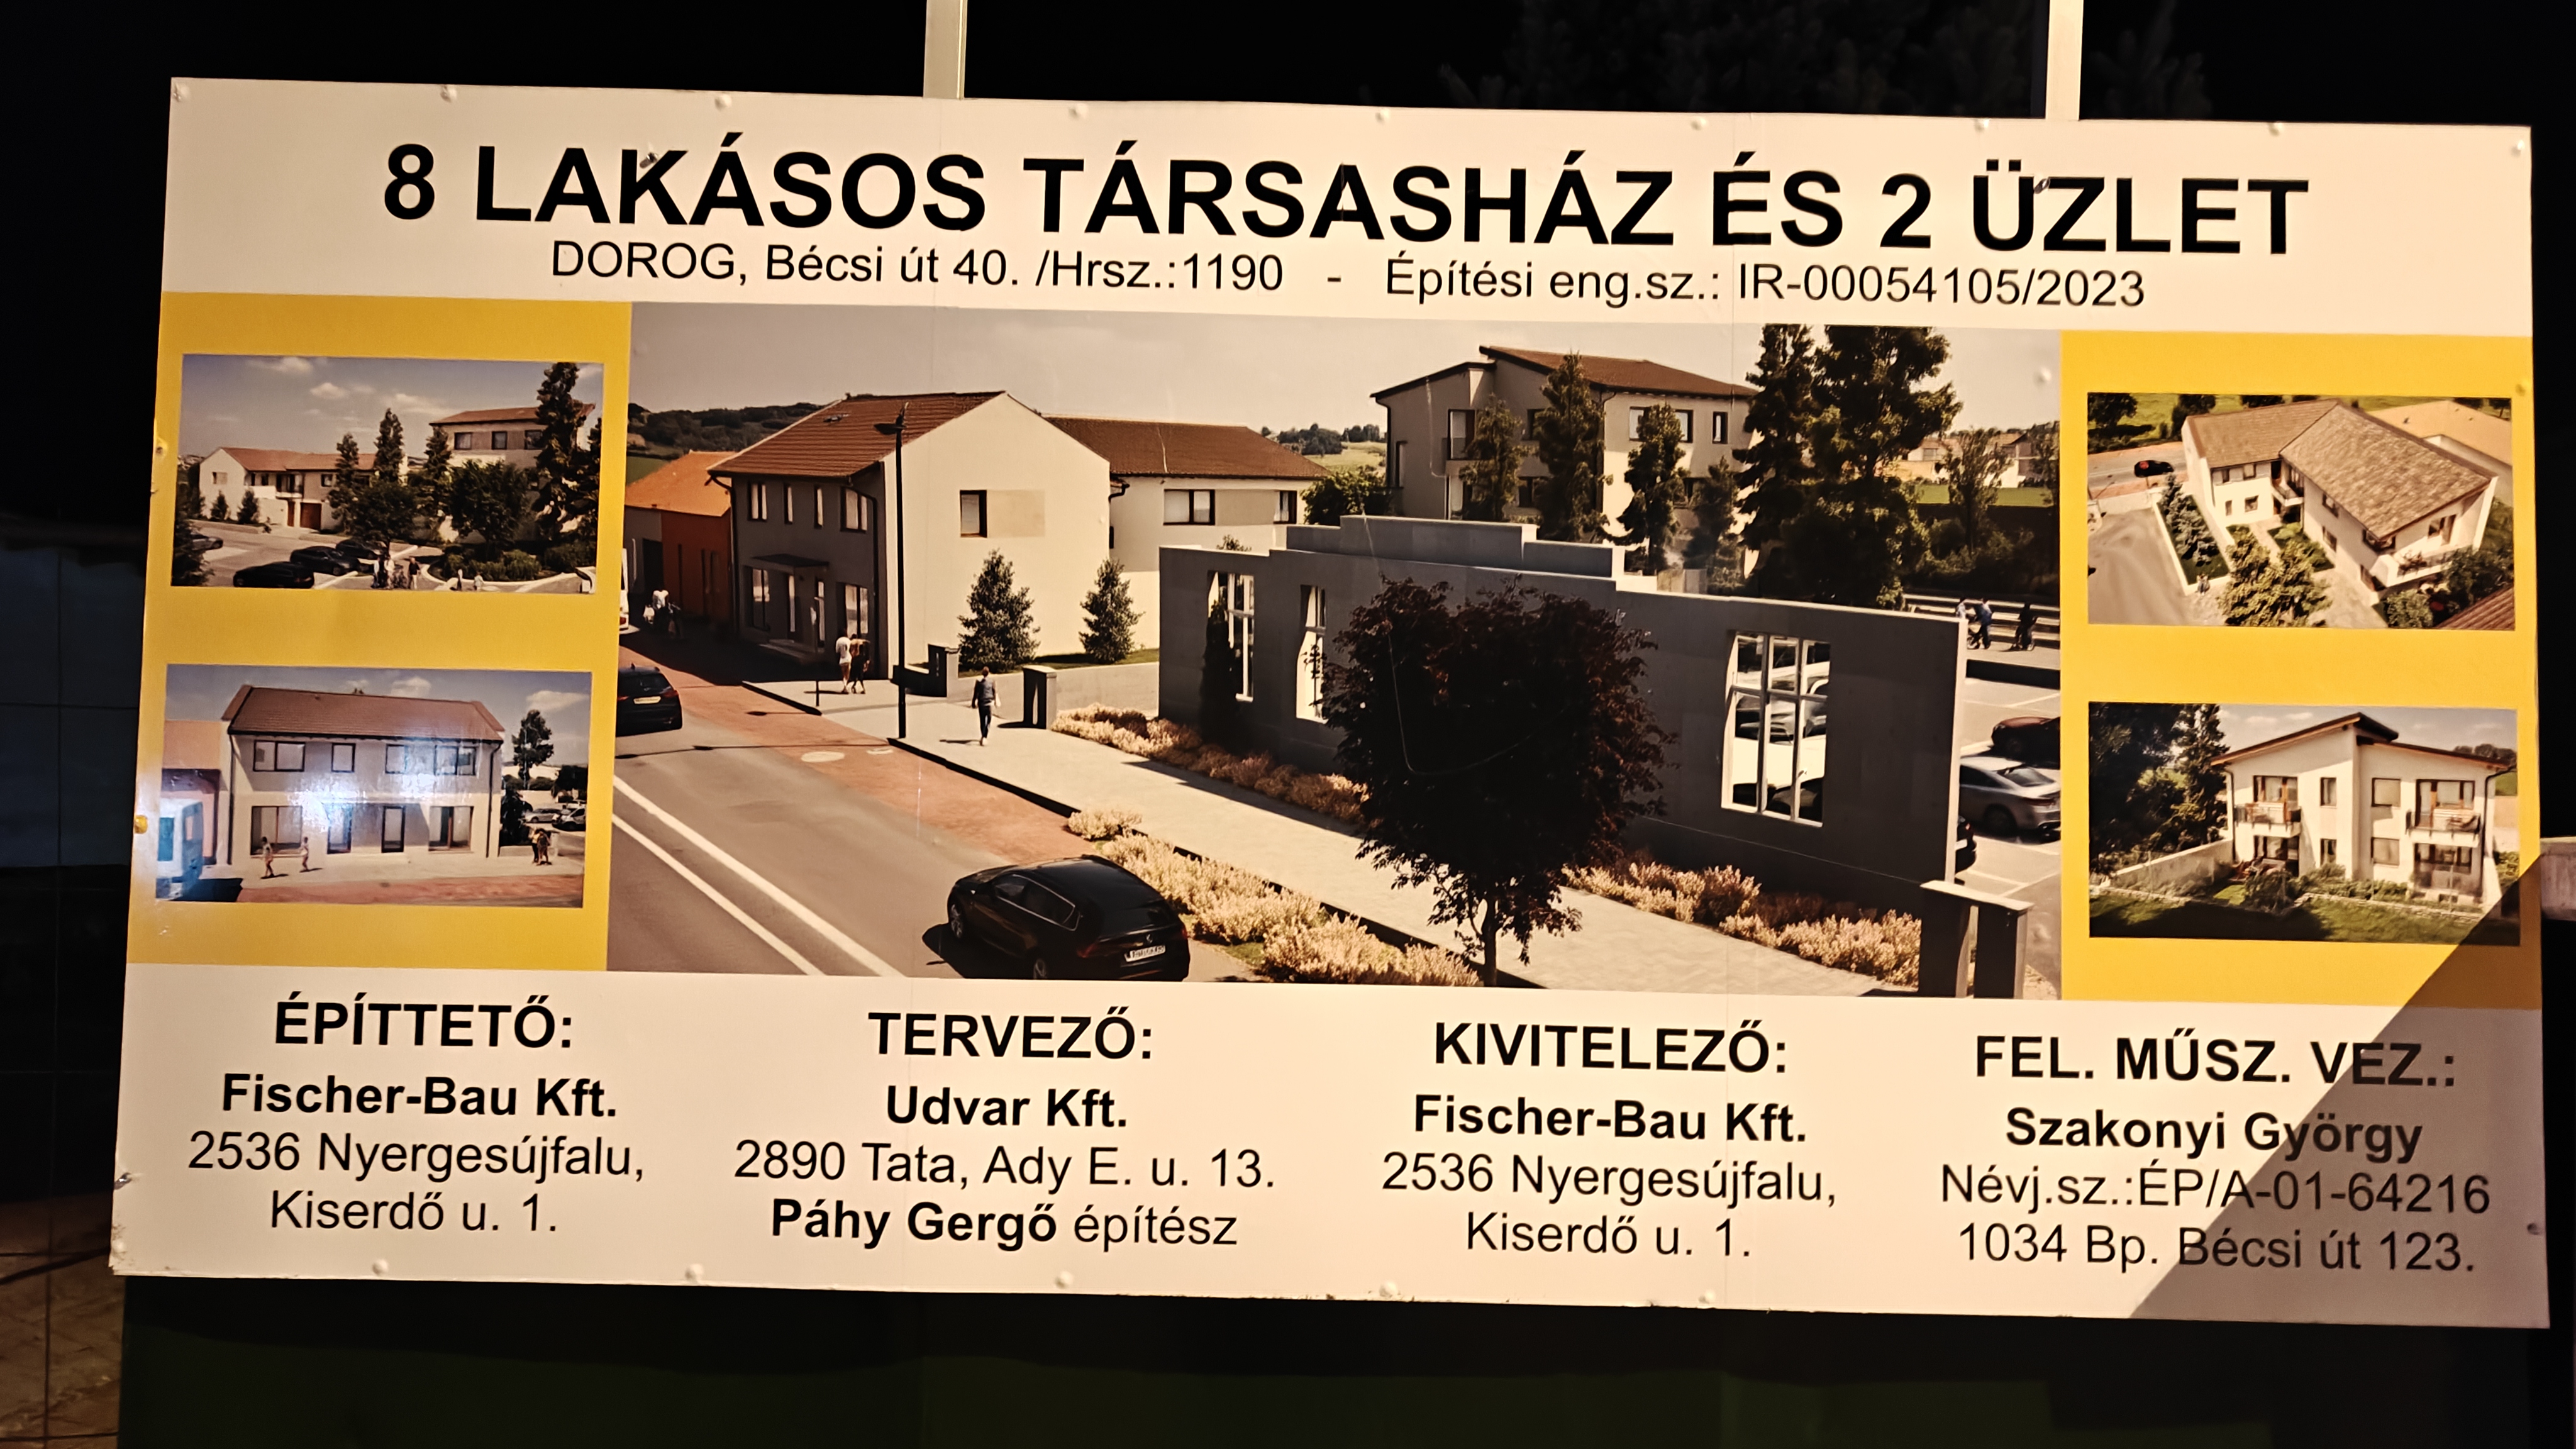 8 LAKÁSOS TÁRSASHÁZ ÉS 2 ÜZLET
DOROG, Bécsi út 40. /Hrsz.:1190 - Építési eng.sz.: IR-00054105/2023
ÉPÍTTETŐ:
Fischer-Bau Kft.
2536 Nyergesújfalu,
Kiserdő u. 1.
TERVEZŐ:
Udvar Kft.
2890 Tata, Ady E. u. 13.
Páhy Gergő építész
KIVITELEZŐ:
Fischer-Bau Kft.
2536 Nyergesújfalu,
Kiserdő u. 1.
FEL. MŰSZ. VEZ.:
Szakonyi György
Névj.sz.:ÉP/A-01-64216
1034 Bp. Bécsi út 123.